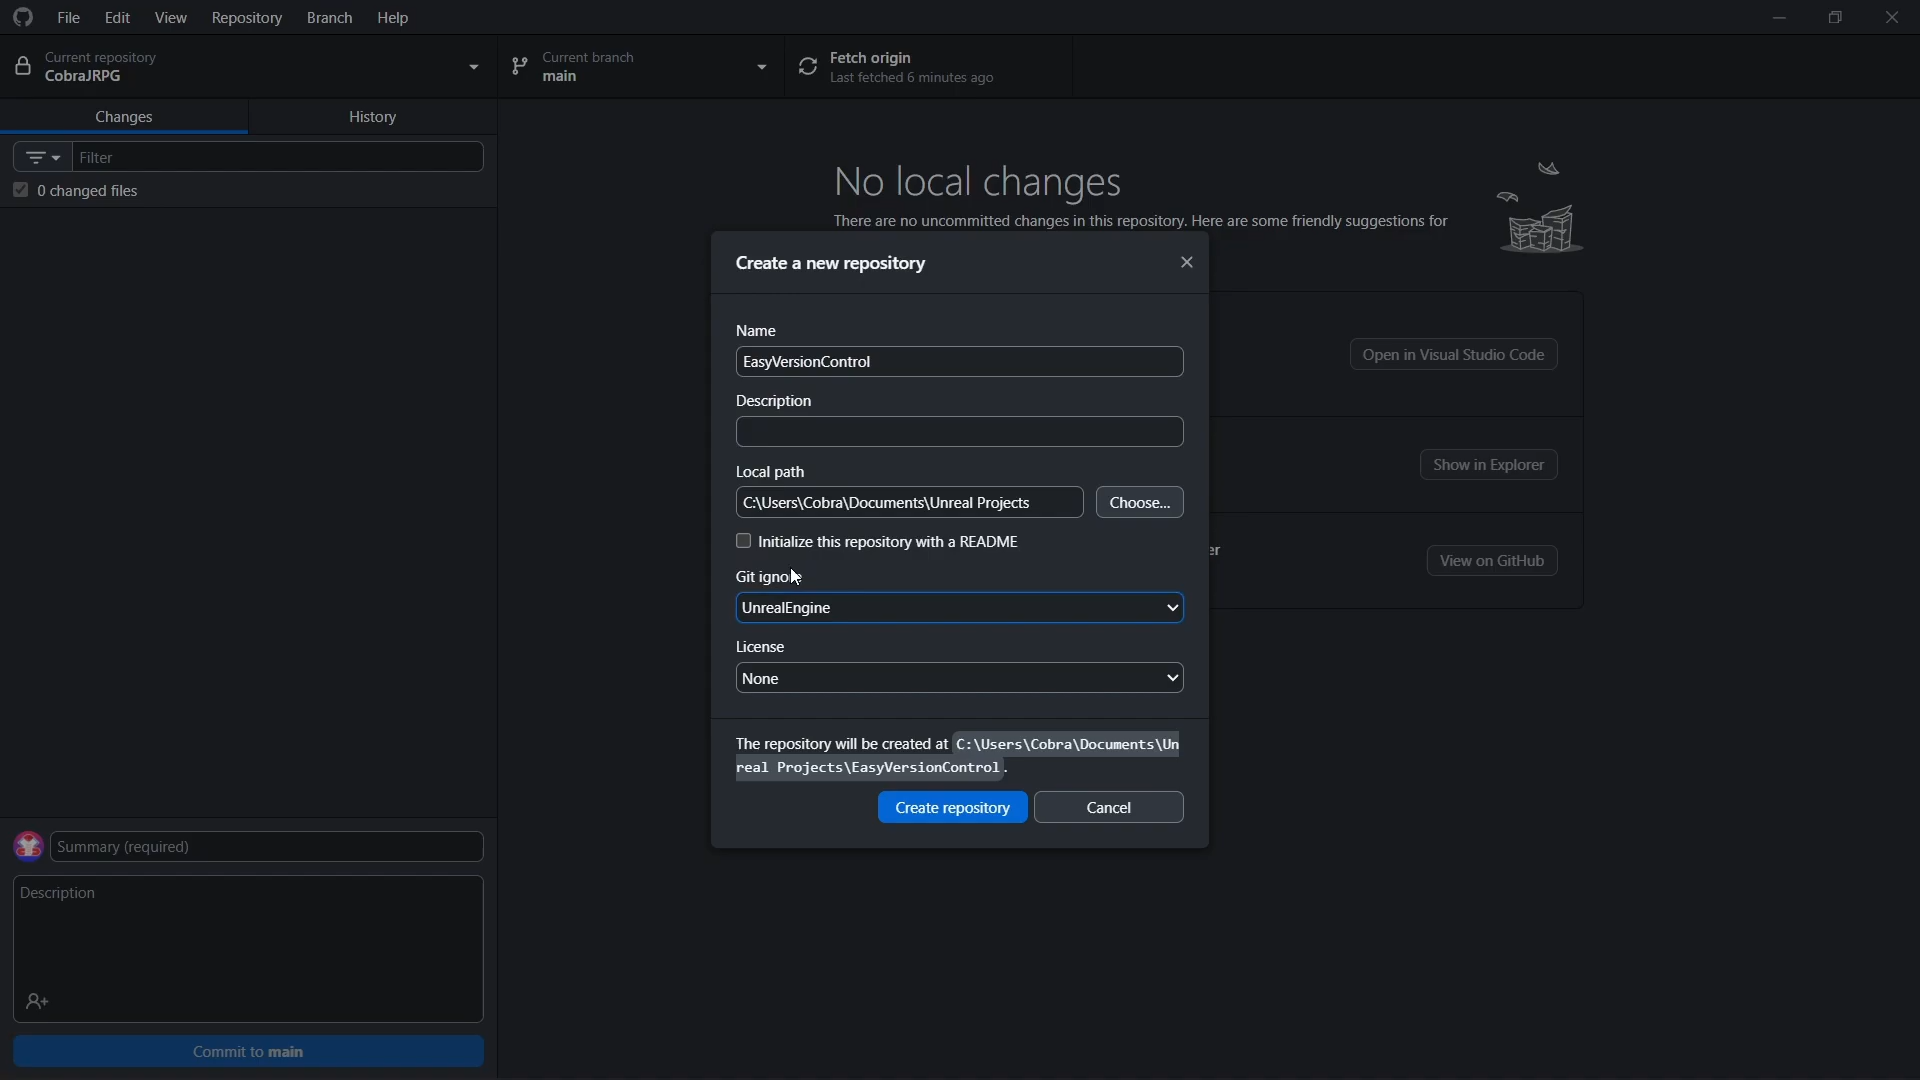 File Edit View Repository Branch Help
Current repository
CobraJRPG
Current branch
main
Fetch origin
Last fetched 6 minutes ago
Changes
History
Filter
0 changed files
No local changes
There are no uncommitted changes in this repository. Here are some friendly suggestions for
Create a new repository
Name
EasyVersionControl
Description
Local path
C:\Users\Cobra\Documents\Unreal Projects
Choose...
Initialize this repository with a README
Git ignore
UnrealEngine
License
None
The repository will be created at C:\Users\Cobra\Documents\Un
real Projects\EasyVersionControl.
Create repository
Cancel
Open in Visual Studio Code
Show in Explorer
er
View on GitHub
Summary (required)
Description
Commit to main